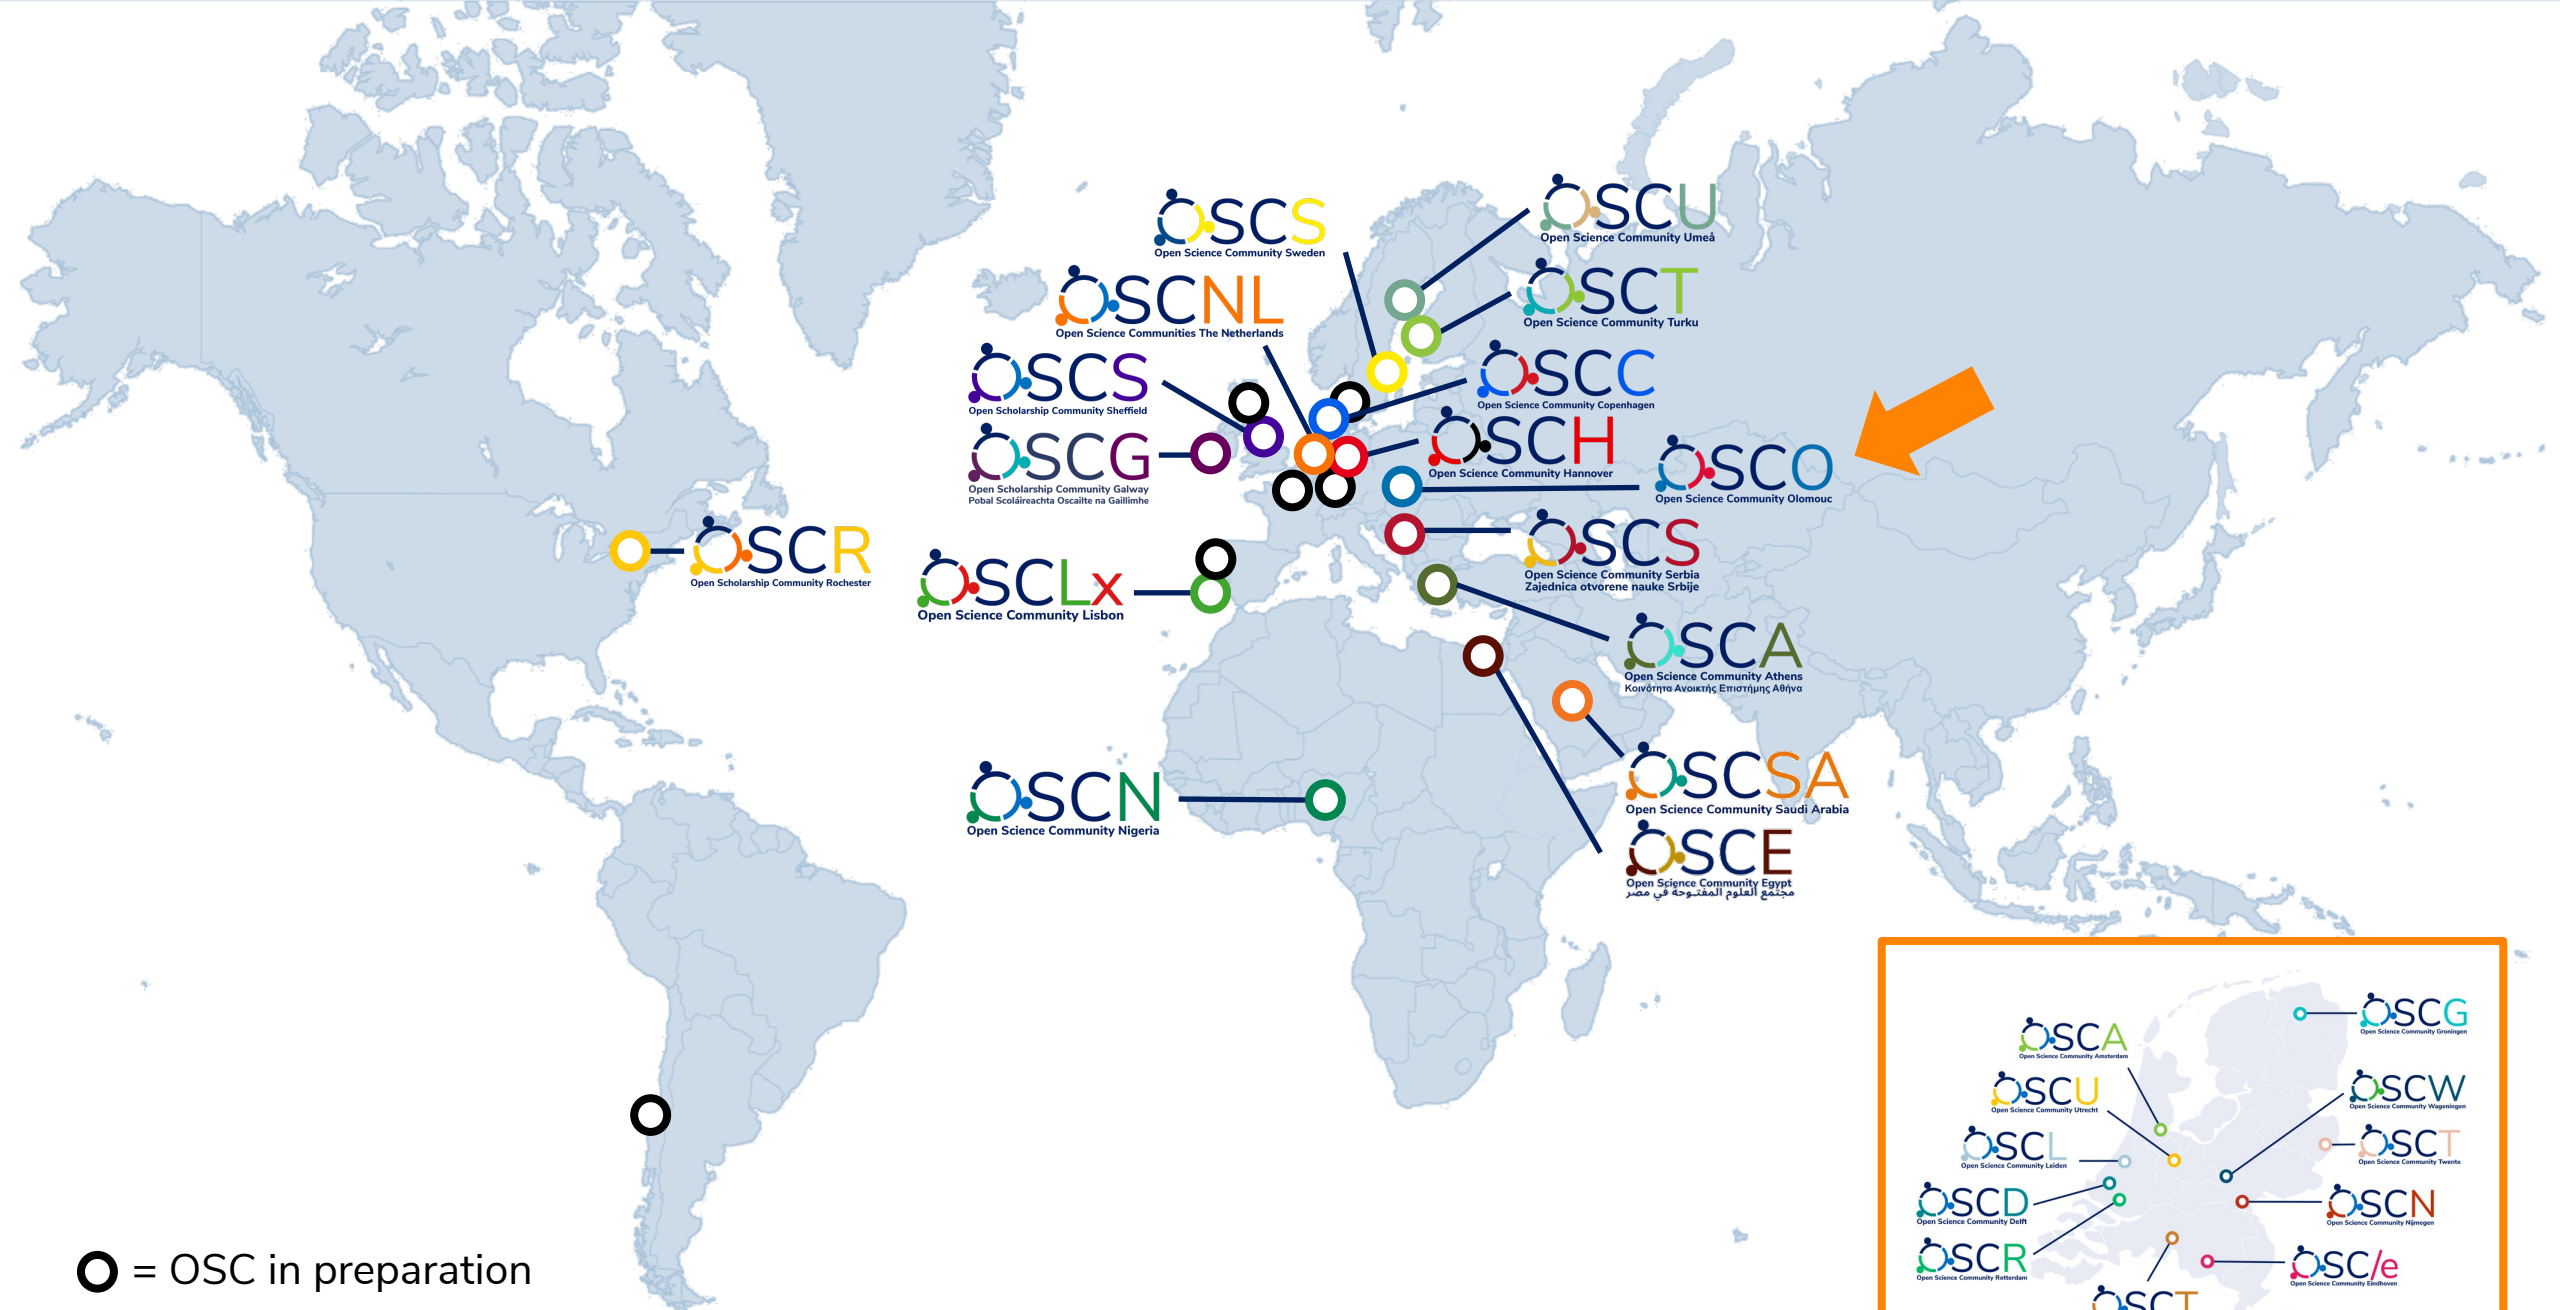 OSCS
Open Science Community Sweden
OSCU
Open Science Community Umeå
OSCNL
Open Science Communities The Netherlands
OSCT
Open Science Community Turku
OSCS
Open Scholarship Community Sheffield
OSCC
Open Science Community Copenhagen
OSCG
Open Scholarship Community Galway
Pobal Scoláireachta Oscailte na Gaillimhe
OSCH
Open Science Community Hannover
OSCO
Open Science Community Olomouc
OSCR
Open Scholarship Community Rochester
OSCS
Open Science Community Serbia
Zajednica otvorene nauke Srbije
OSCLx
Open Science Community Lisbon
OSCA
Open Science Community Athens
Κοινότητα Ανοικτής Επιστήμης Αθήνα
OSCSA
Open Science Community Saudi Arabia
OSCN
Open Science Community Nigeria
OSCE
Open Science Community Egypt
مجتمع العلوم المفتوحة في مصر
OSCG
Open Science Community Groningen
OSCA
Open Science Community Amsterdam
OSCU
Open Science Community Utrecht
OSCW
Open Science Community Wageningen
OSCL
Open Science Community Leiden
OSCT
Open Science Community Twente
OSCD
Open Science Community Delft
OSCN
Open Science Community Nijmegen
OSCR
Open Science Community Rotterdam
OSC/e
Open Science Community Eindhoven
OSCT
= OSC in preparation